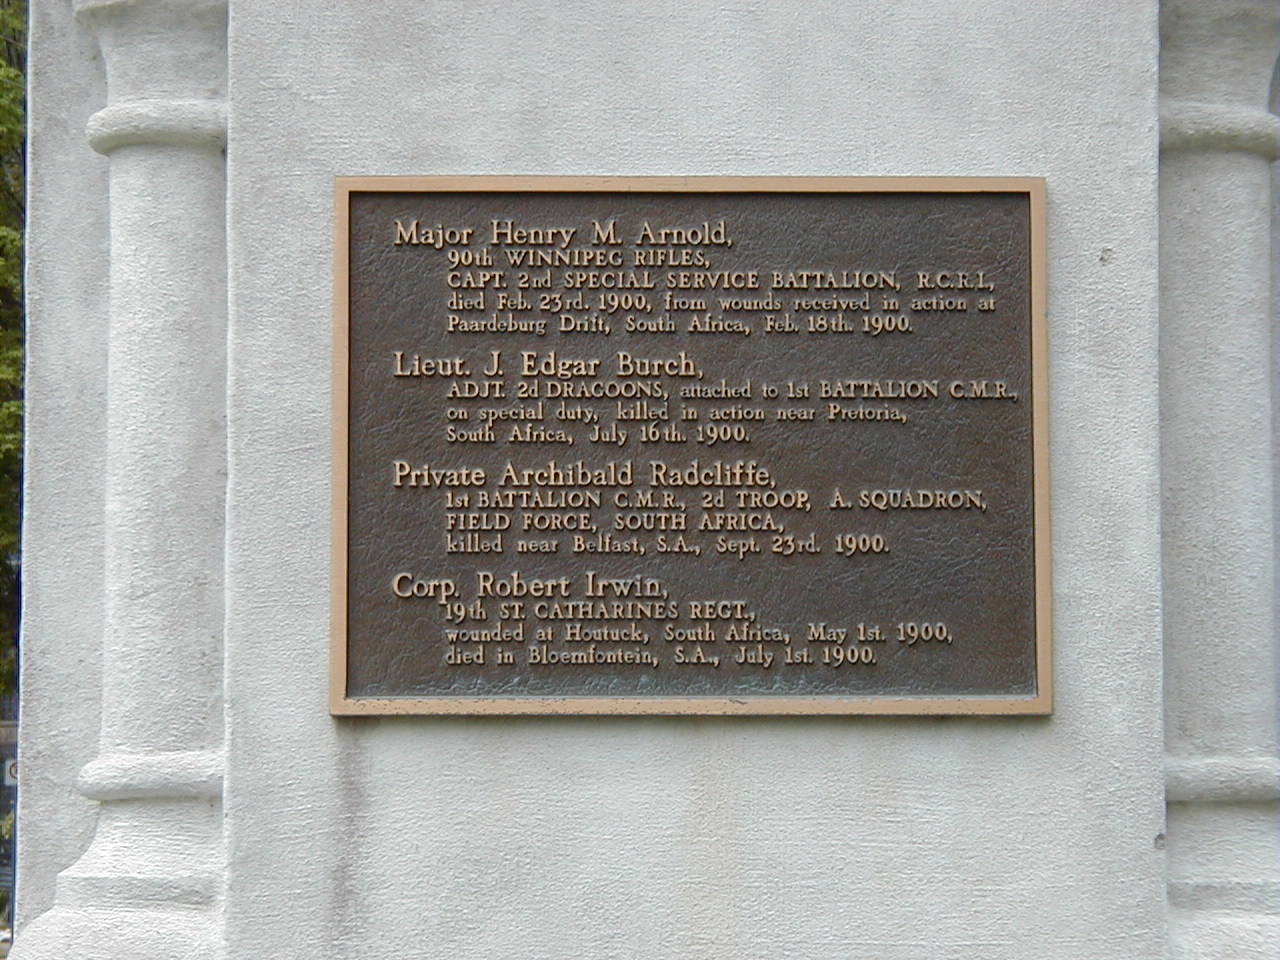 Major Henry M. Arnold,
90th WINNIPEG RIFLES,
CAPT. 2nd SPECIAL SERVICE BATTALION, R.C.R.I.,
died Feb. 23rd. 1900, from wounds received in action at
Paardeburg Drift, South Africa, Feb. 18th. 1900.
Lieut. J. Edgar Burch,
ADJT. 2d DRAGOONS, attached to 1st BATTALION C.M.R.,
on special duty, killed in action near Pretoria,
South Africa, July 16th. 1900.
Private Archibald Radcliffe,
1st BATTALION C.M.R., 2d TROOP, A. SQUADRON,
FIELD FORCE, SOUTH AFRICA,
killed near Belfast, S.A., Sept. 23rd. 1900.
Corp. Robert Irwin,
19th ST. CATHARINES REGT.,
wounded at Houtuck, South Africa, May 1st. 1900,
died in Bloemfontein, S.A., July 1st. 1900.